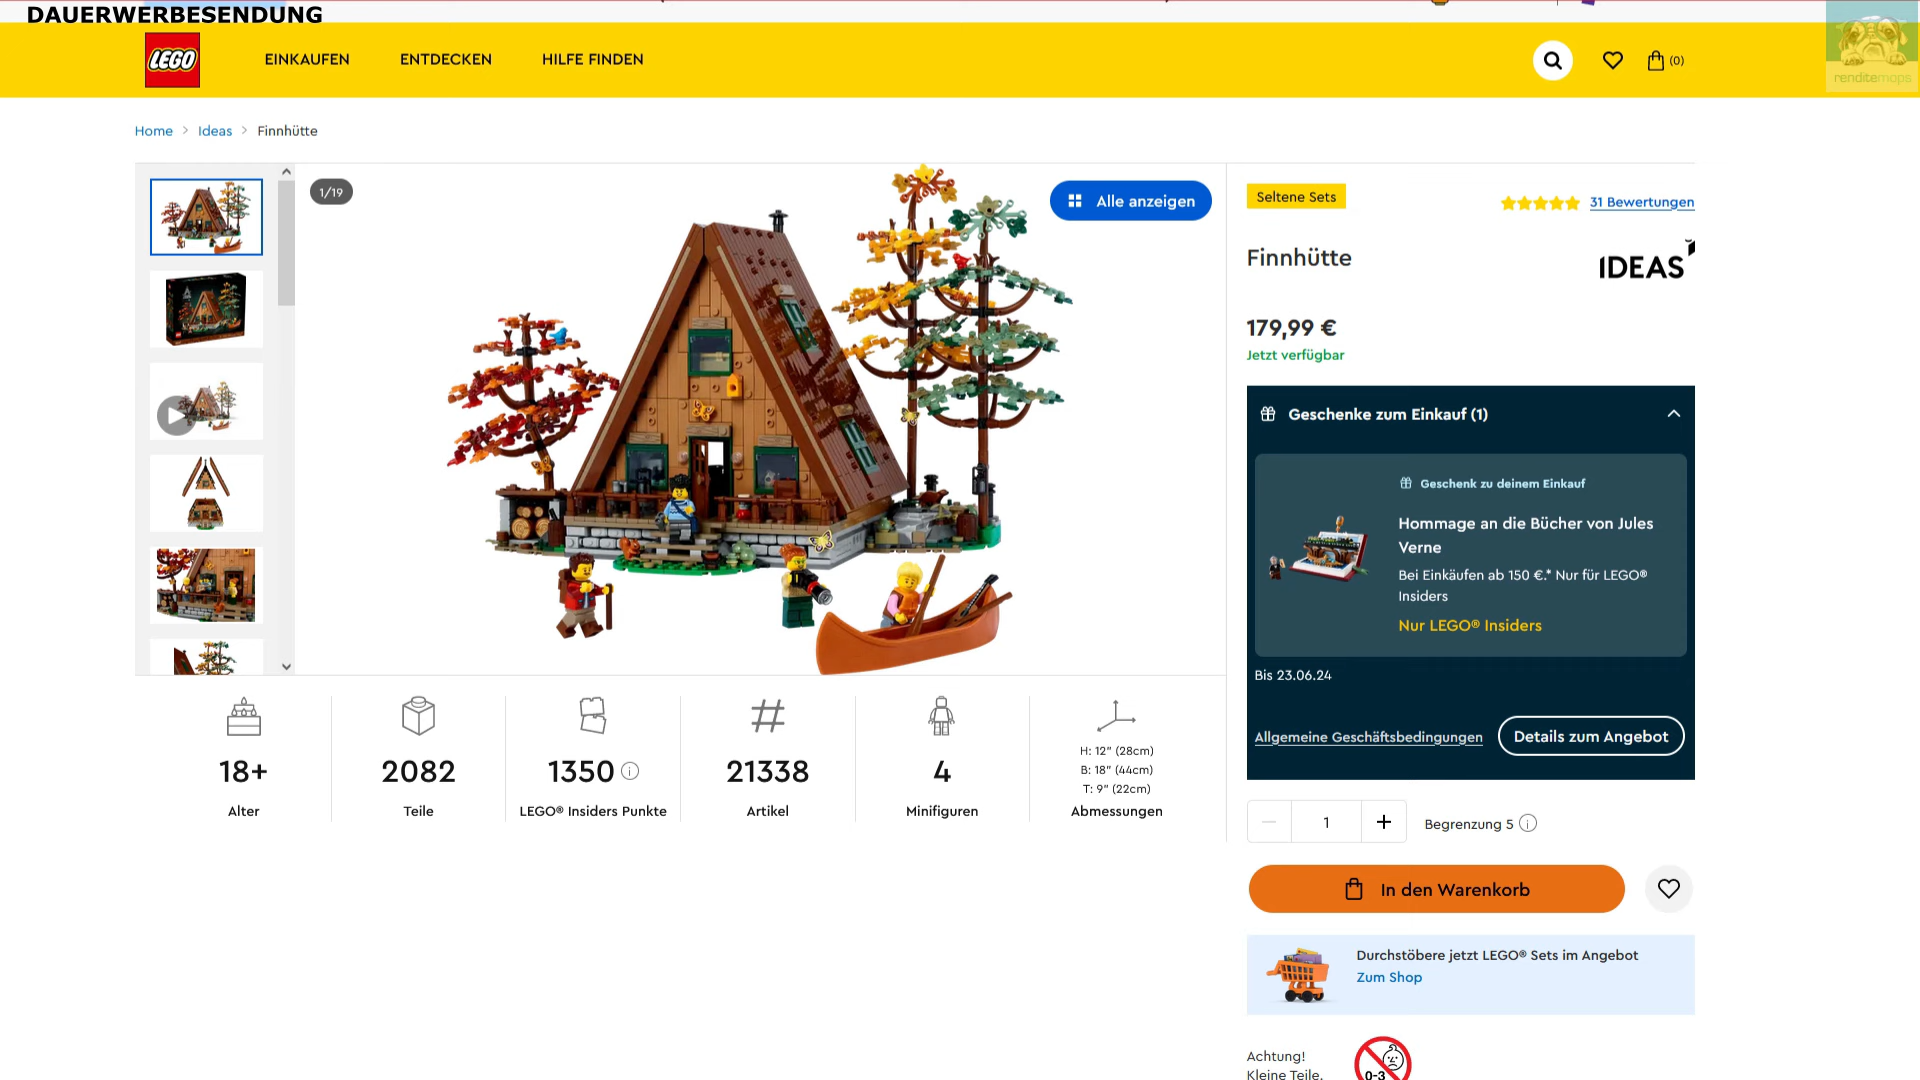 DAUERWERBESENDUNG
LEGO
EINKAUFEN
ENTDECKEN
HILFE FINDEN
(0)
renditemops
Home
Ideas
Finnhütte
1/19
Alle anzeigen
Seltene Sets
31 Bewertungen
Finnhütte
IDEAS
179,99 €
Jetzt verfügbar
Geschenke zum Einkauf (1)
Geschenk zu deinem Einkauf
Hommage an die Bücher von Jules
Verne
Bei Einkäufen ab 150 €.* Nur für LEGO®
Insiders
Nur LEGO® Insiders
Bis 23.06.24
Allgemeine Geschäftsbedingungen
Details zum Angebot
18+
Alter
2082
Teile
1350
LEGO® Insiders Punkte
21338
Artikel
4
Minifiguren
H: 12" (28cm)
B: 18" (44cm)
T: 9" (22cm)
Abmessungen
1
Begrenzung 5
In den Warenkorb
Durchstöbere jetzt LEGO® Sets im Angebot
Zum Shop
Achtung!
Kleine Teile.
0-3